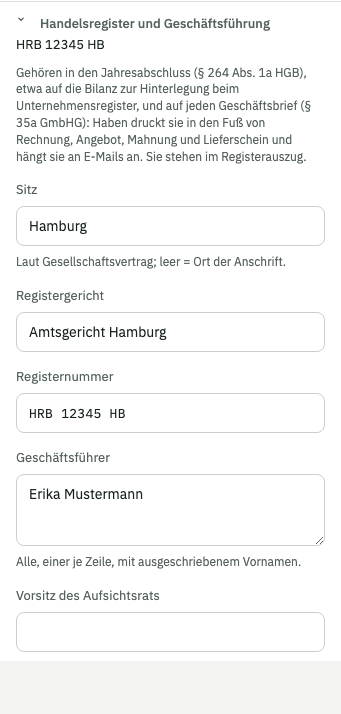 Handelsregister und Geschäftsführung
HRB 12345 HB
Gehören in den Jahresabschluss (§ 264 Abs. 1a HGB),
etwa auf die Bilanz zur Hinterlegung beim
Unternehmensregister, und auf jeden Geschäftsbrief (§
35a GmbHG): Haben druckt sie in den Fuß von
Rechnung, Angebot, Mahnung und Lieferschein und
hängt sie an E-Mails an. Sie stehen im Registerauszug.
Sitz
Hamburg
Laut Gesellschaftsvertrag; leer = Ort der Anschrift.
Registergericht
Amtsgericht Hamburg
Registernummer
HRB 12345 HB
Geschäftsführer
Erika Mustermann
Alle, einer je Zeile, mit ausgeschriebenem Vornamen.
Vorsitz des Aufsichtsrats